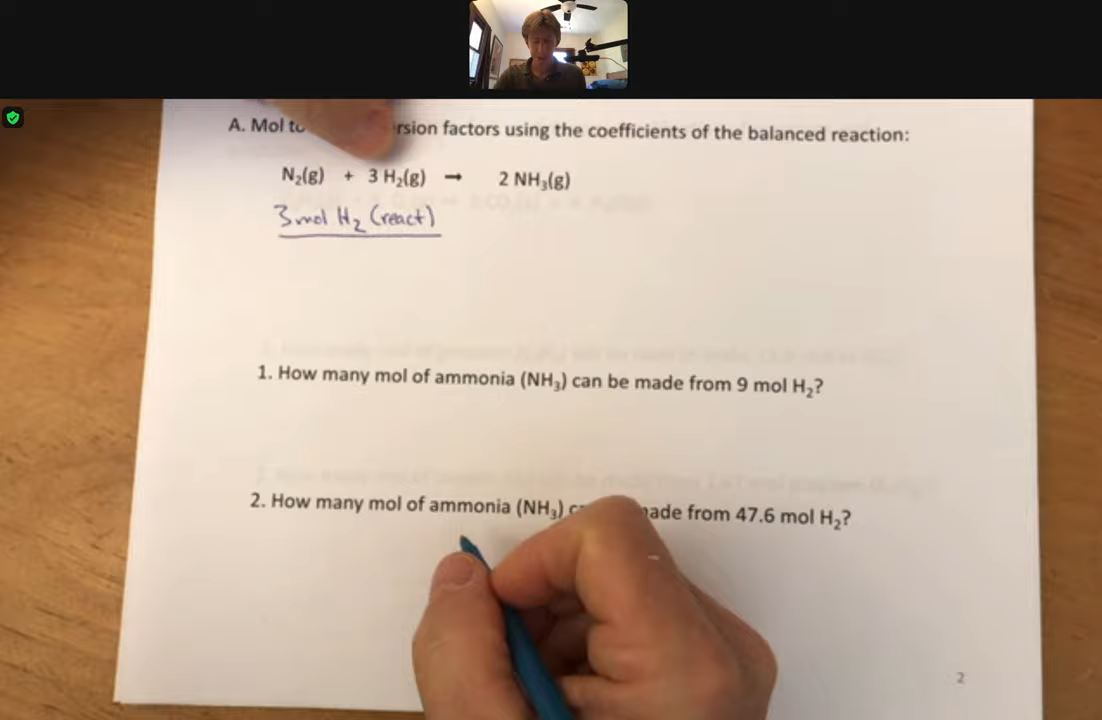 A. Mol to rsion factors using the coefficients of the balanced reaction:
N₂(g) + 3 H₂(g) → 2 NH₃(g)
3 mol H₂ (react)
1. How many mol of ammonia (NH₃) can be made from 9 mol H₂?
2. How many mol of ammonia (NH₃) made from 47.6 mol H₂?
2